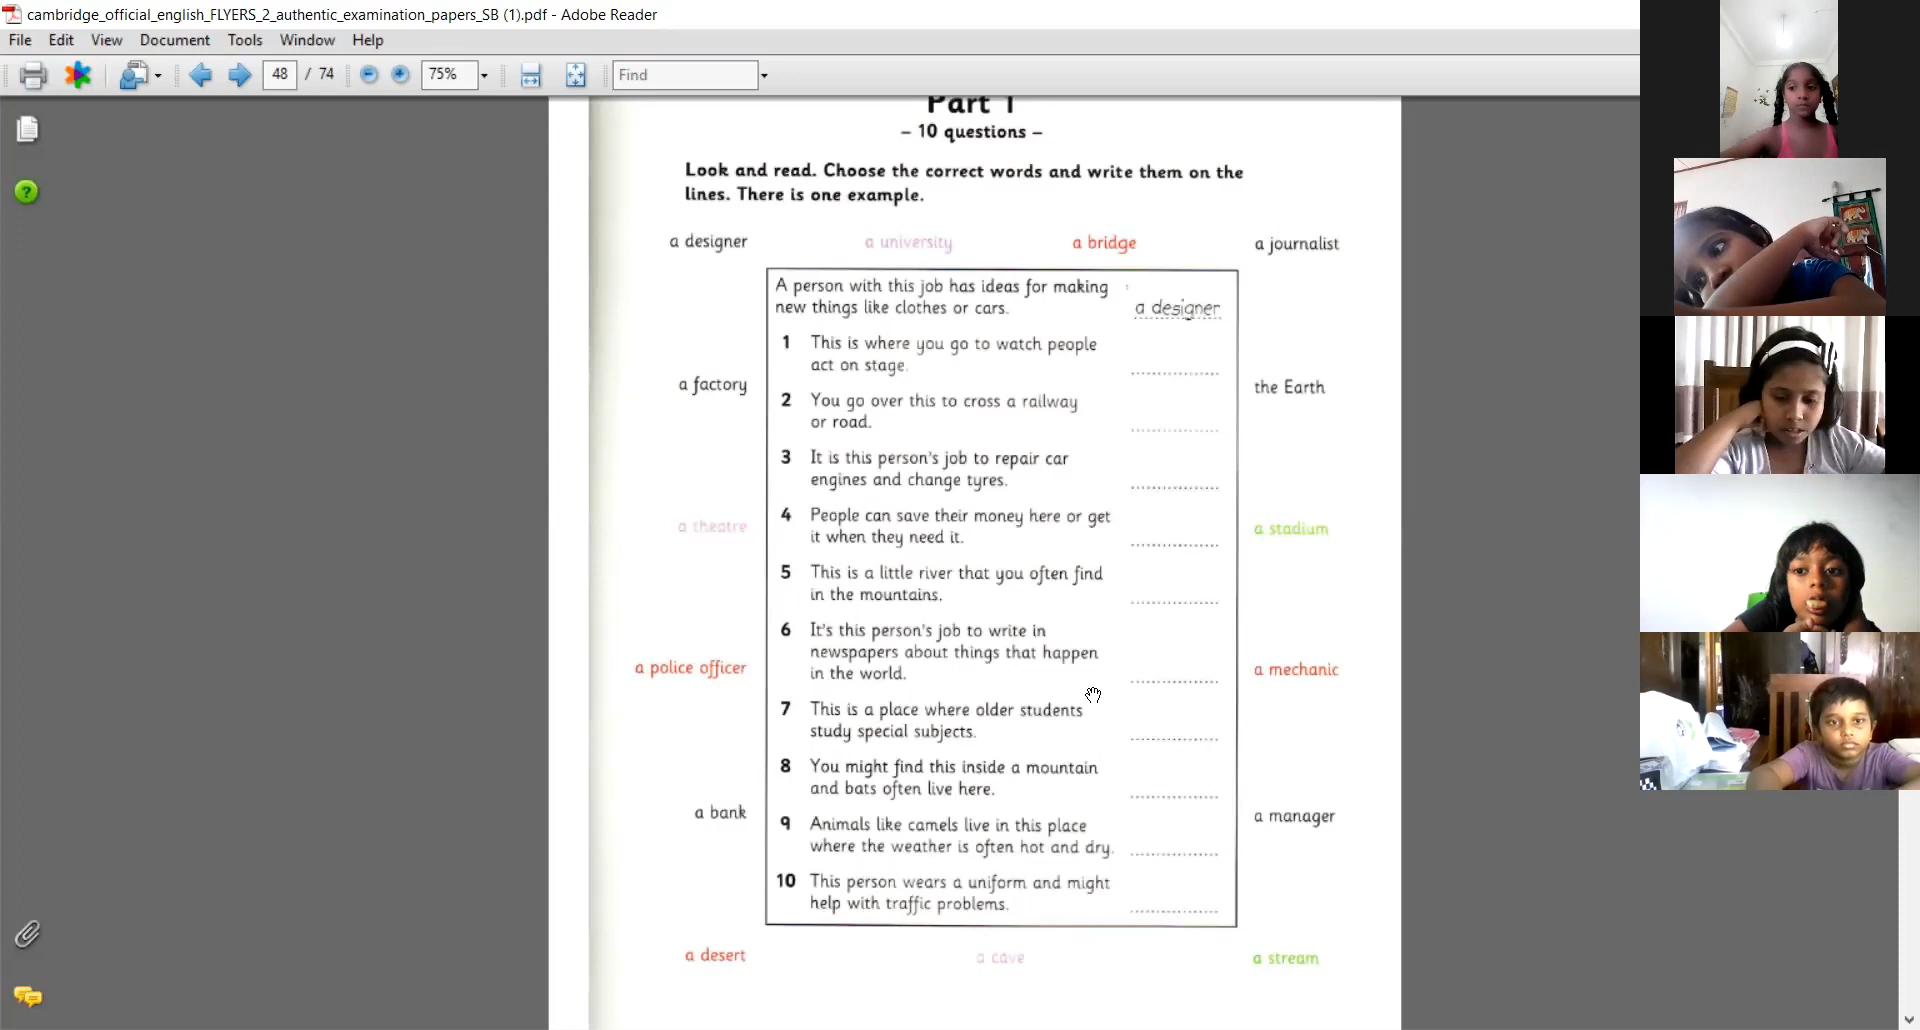 cambridge_official_english_FLYERS_2_authentic_examination_papers_SB (1).pdf - Adobe Reader
File Edit View Document Tools Window Help
48 / 74 75% Find
Part 1
– 10 questions –
Look and read. Choose the correct words and write them on the
lines. There is one example.
a designer a university a bridge a journalist
A person with this job has ideas for making
new things like clothes or cars. a designer
1 This is where you go to watch people
act on stage.
a factory
the Earth
2 You go over this to cross a railway
or road.
3 It is this person's job to repair car
engines and change tyres.
a theatre
a stadium
4 People can save their money here or get
it when they need it.
5 This is a little river that you often find
in the mountains.
6 It's this person's job to write in
newspapers about things that happen
in the world.
a police officer
a mechanic
7 This is a place where older students
study special subjects.
8 You might find this inside a mountain
and bats often live here.
a bank
a manager
9 Animals like camels live in this place
where the weather is often hot and dry.
10 This person wears a uniform and might
help with traffic problems.
a desert a cave a stream